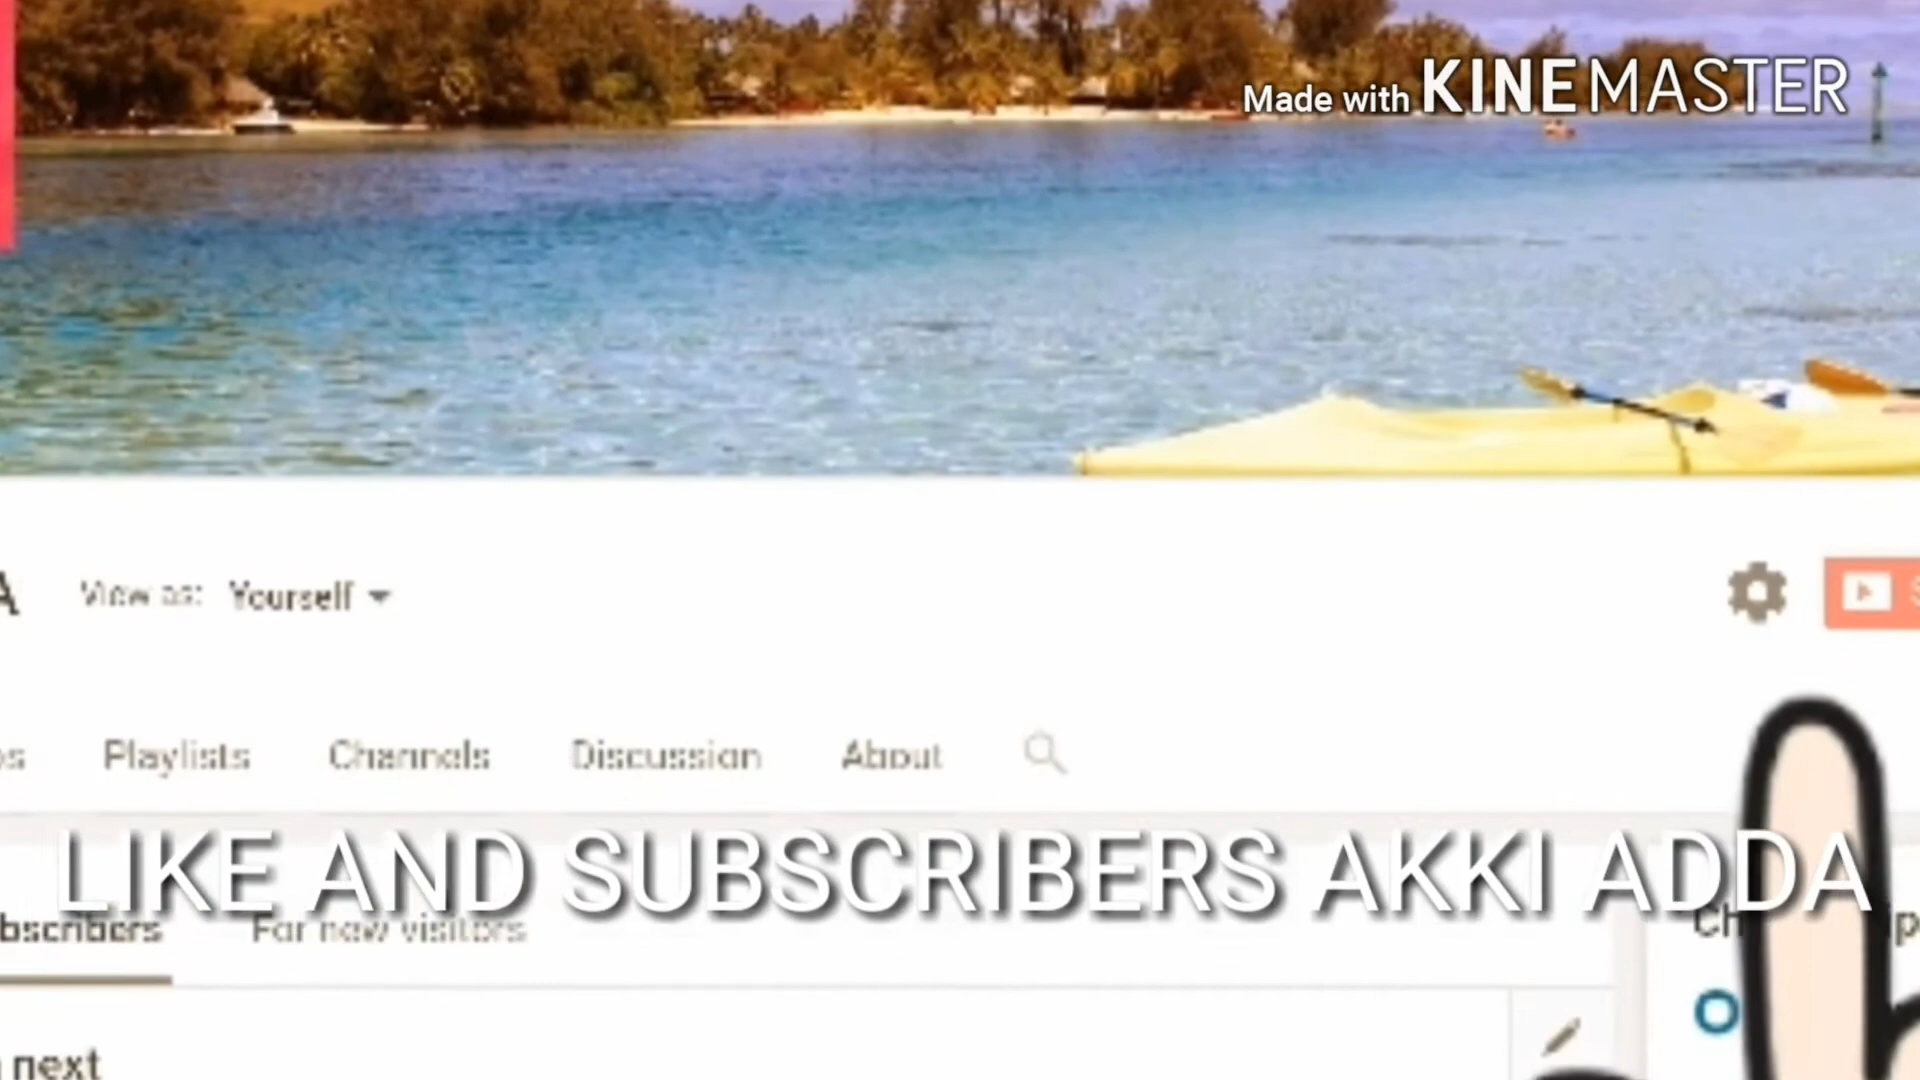 Made with KINEMASTER
View as: Yourself
Playlists Channels Discussion About
LIKE AND SUBSCRIBERS AKKI ADDA
bscribers For new visitors
next